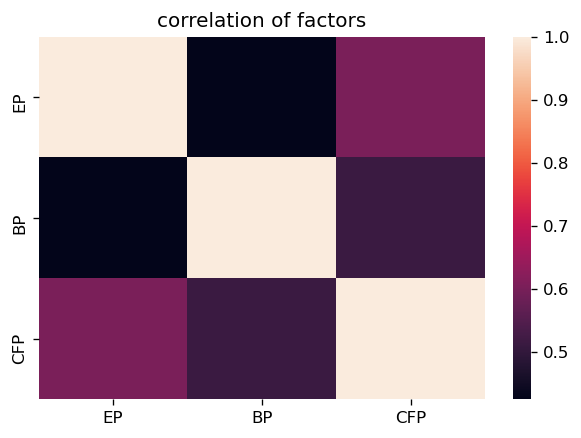 correlation of factors
EP
BP
CFP
EP
BP
CFP
1.0
0.9
0.8
0.7
0.6
0.5